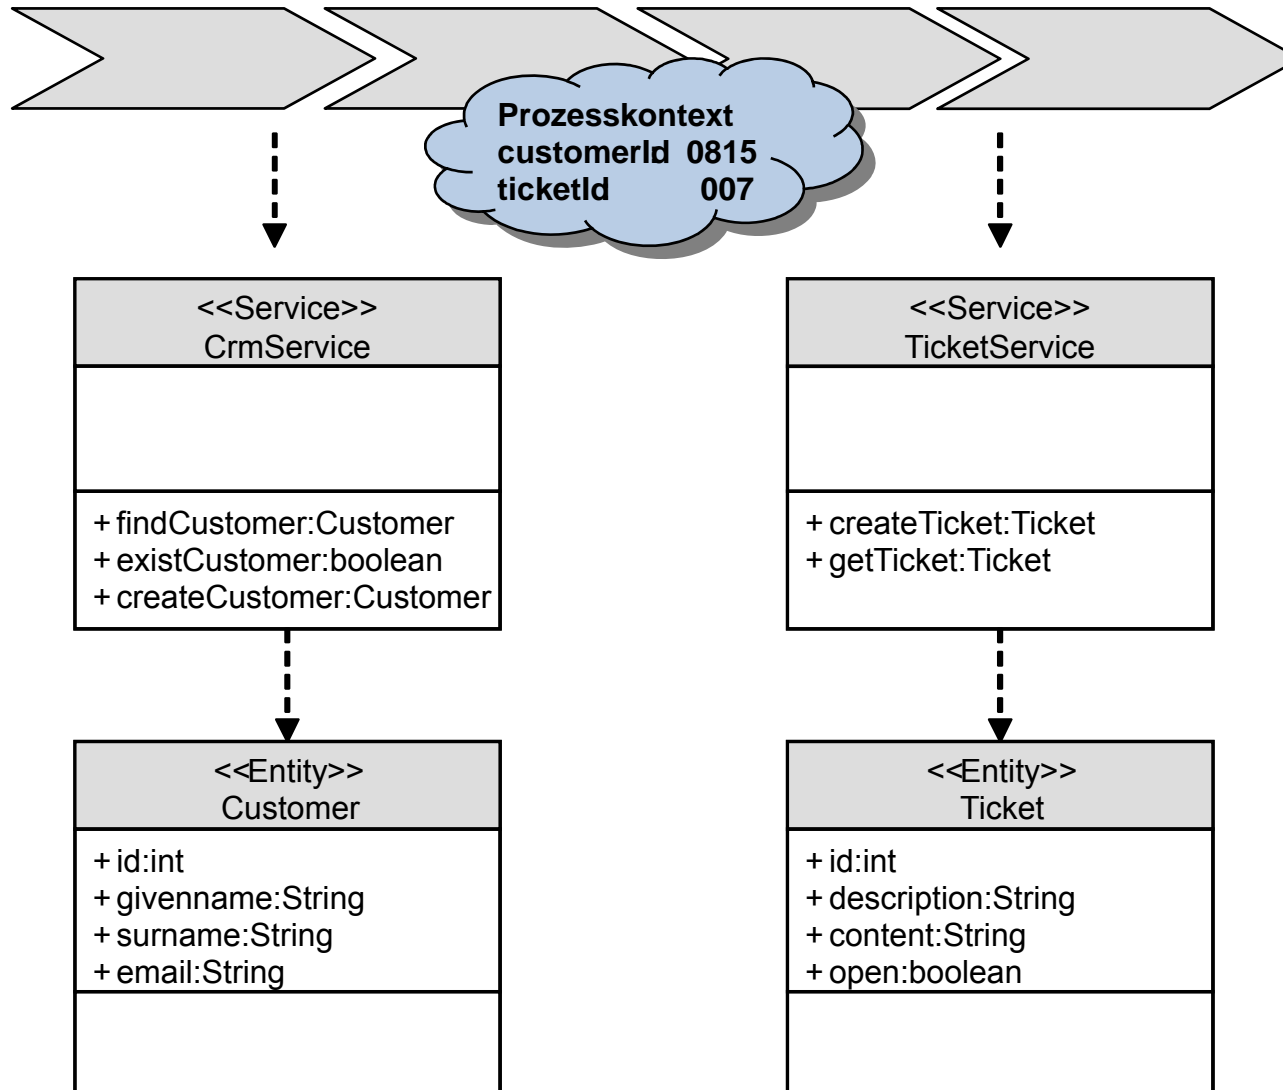 Prozesskontext
customerId: 0815
ticketId 007
<<Service>>
CrmService
+ findCustomer:Customer
+ existCustomer:boolean
+ createCustomer:Customer
<<Service>>
TicketService
+ createTicket:Ticket
+ getTicket:Ticket
<<Entity>>
Customer
+ id:int
+ givenname:String
+ surname:String
+ email:String
<<Entity>>
Ticket
+ id:int
+ description:String
+ content:String
+ open:boolean